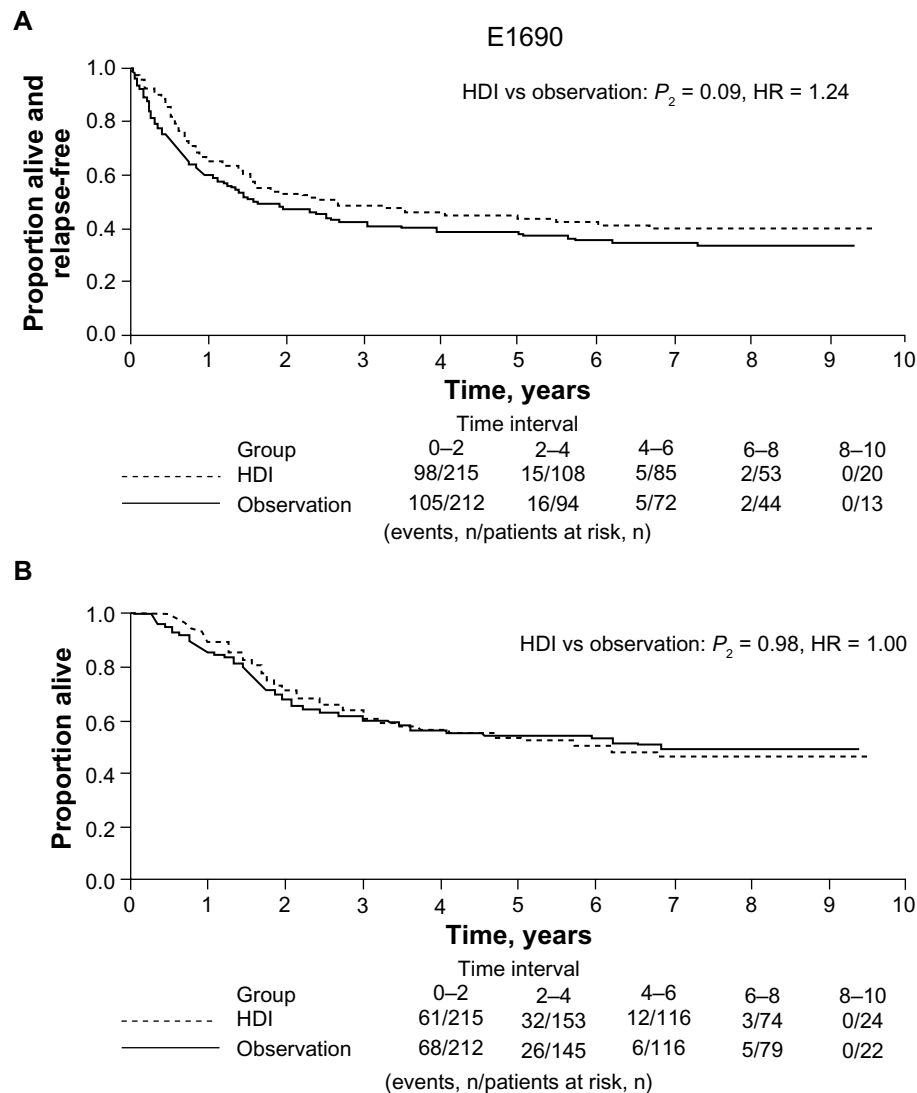 A
E1690
HDI vs observation: P2 = 0.09, HR = 1.24
Proportion alive and
relapse-free
1.0
0.8
0.6
0.4
0.2
0.0
0 1 2 3 4 5 6 7 8 9 10
Time, years
Time interval
Group 0–2 2–4 4–6 6–8 8–10
HDI 98/215 15/108 5/85 2/53 0/20
Observation 105/212 16/94 5/72 2/44 0/13
(events, n/patients at risk, n)
B
HDI vs observation: P2 = 0.98, HR = 1.00
Proportion alive
1.0
0.8
0.6
0.4
0.2
0.0
0 1 2 3 4 5 6 7 8 9 10
Time, years
Time interval
Group 0–2 2–4 4–6 6–8 8–10
HDI 61/215 32/153 12/116 3/74 0/24
Observation 68/212 26/145 6/116 5/79 0/22
(events, n/patients at risk, n)